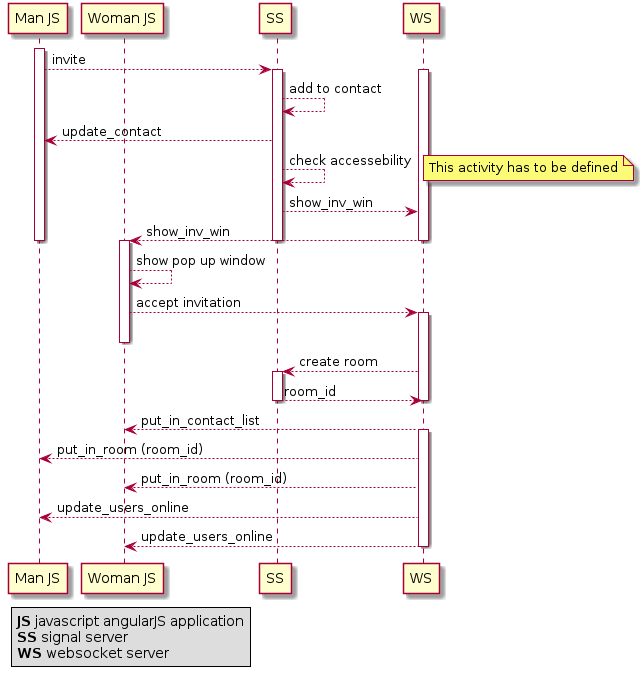 Man JS Woman JS SS WS
invite
add to contact
update_contact
check accessebility
This activity has to be defined
show_inv_win
show_inv_win
show pop up window
accept invitation
create room
room_id
put_in_contact_list
put_in_room (room_id)
put_in_room (room_id)
update_users_online
update_users_online
Man JS Woman JS SS WS
JS javascript angularJS application
SS signal server
WS websocket server